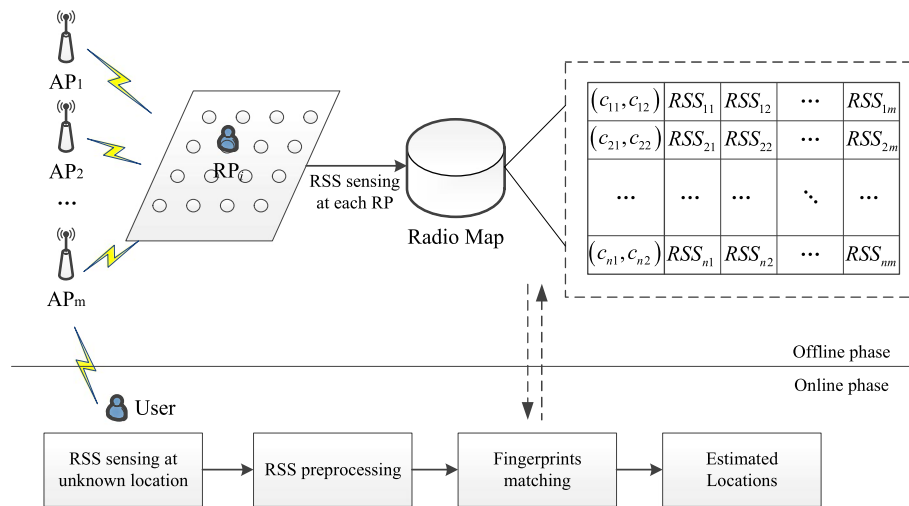 AP1
AP2
...
APm
RPi
RSS sensing
at each RP
Radio Map
(c11, c12) RSS11 RSS12 ... RSS1m
(c21, c22) RSS21 RSS22 ... RSS2m
... ... ... ⋱ ...
(cn1, cn2) RSSn1 RSSn2 ... RSSnm
Offline phase
Online phase
User
RSS sensing at
unknown location
RSS preprocessing
Fingerprints
matching
Estimated
Locations